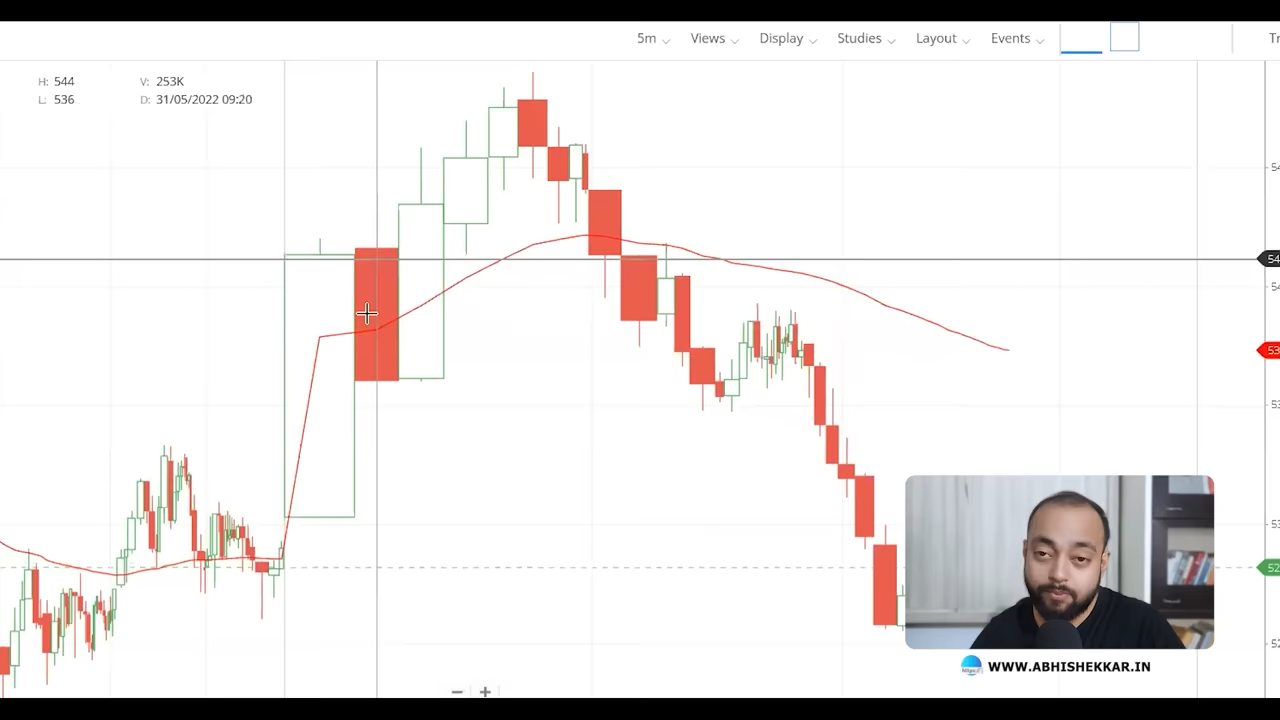 5m Views Display Studies Layout Events
H: 544 V: 253K
L: 536 D: 31/05/2022 09:20
WWW.ABHISHEKKAR.IN